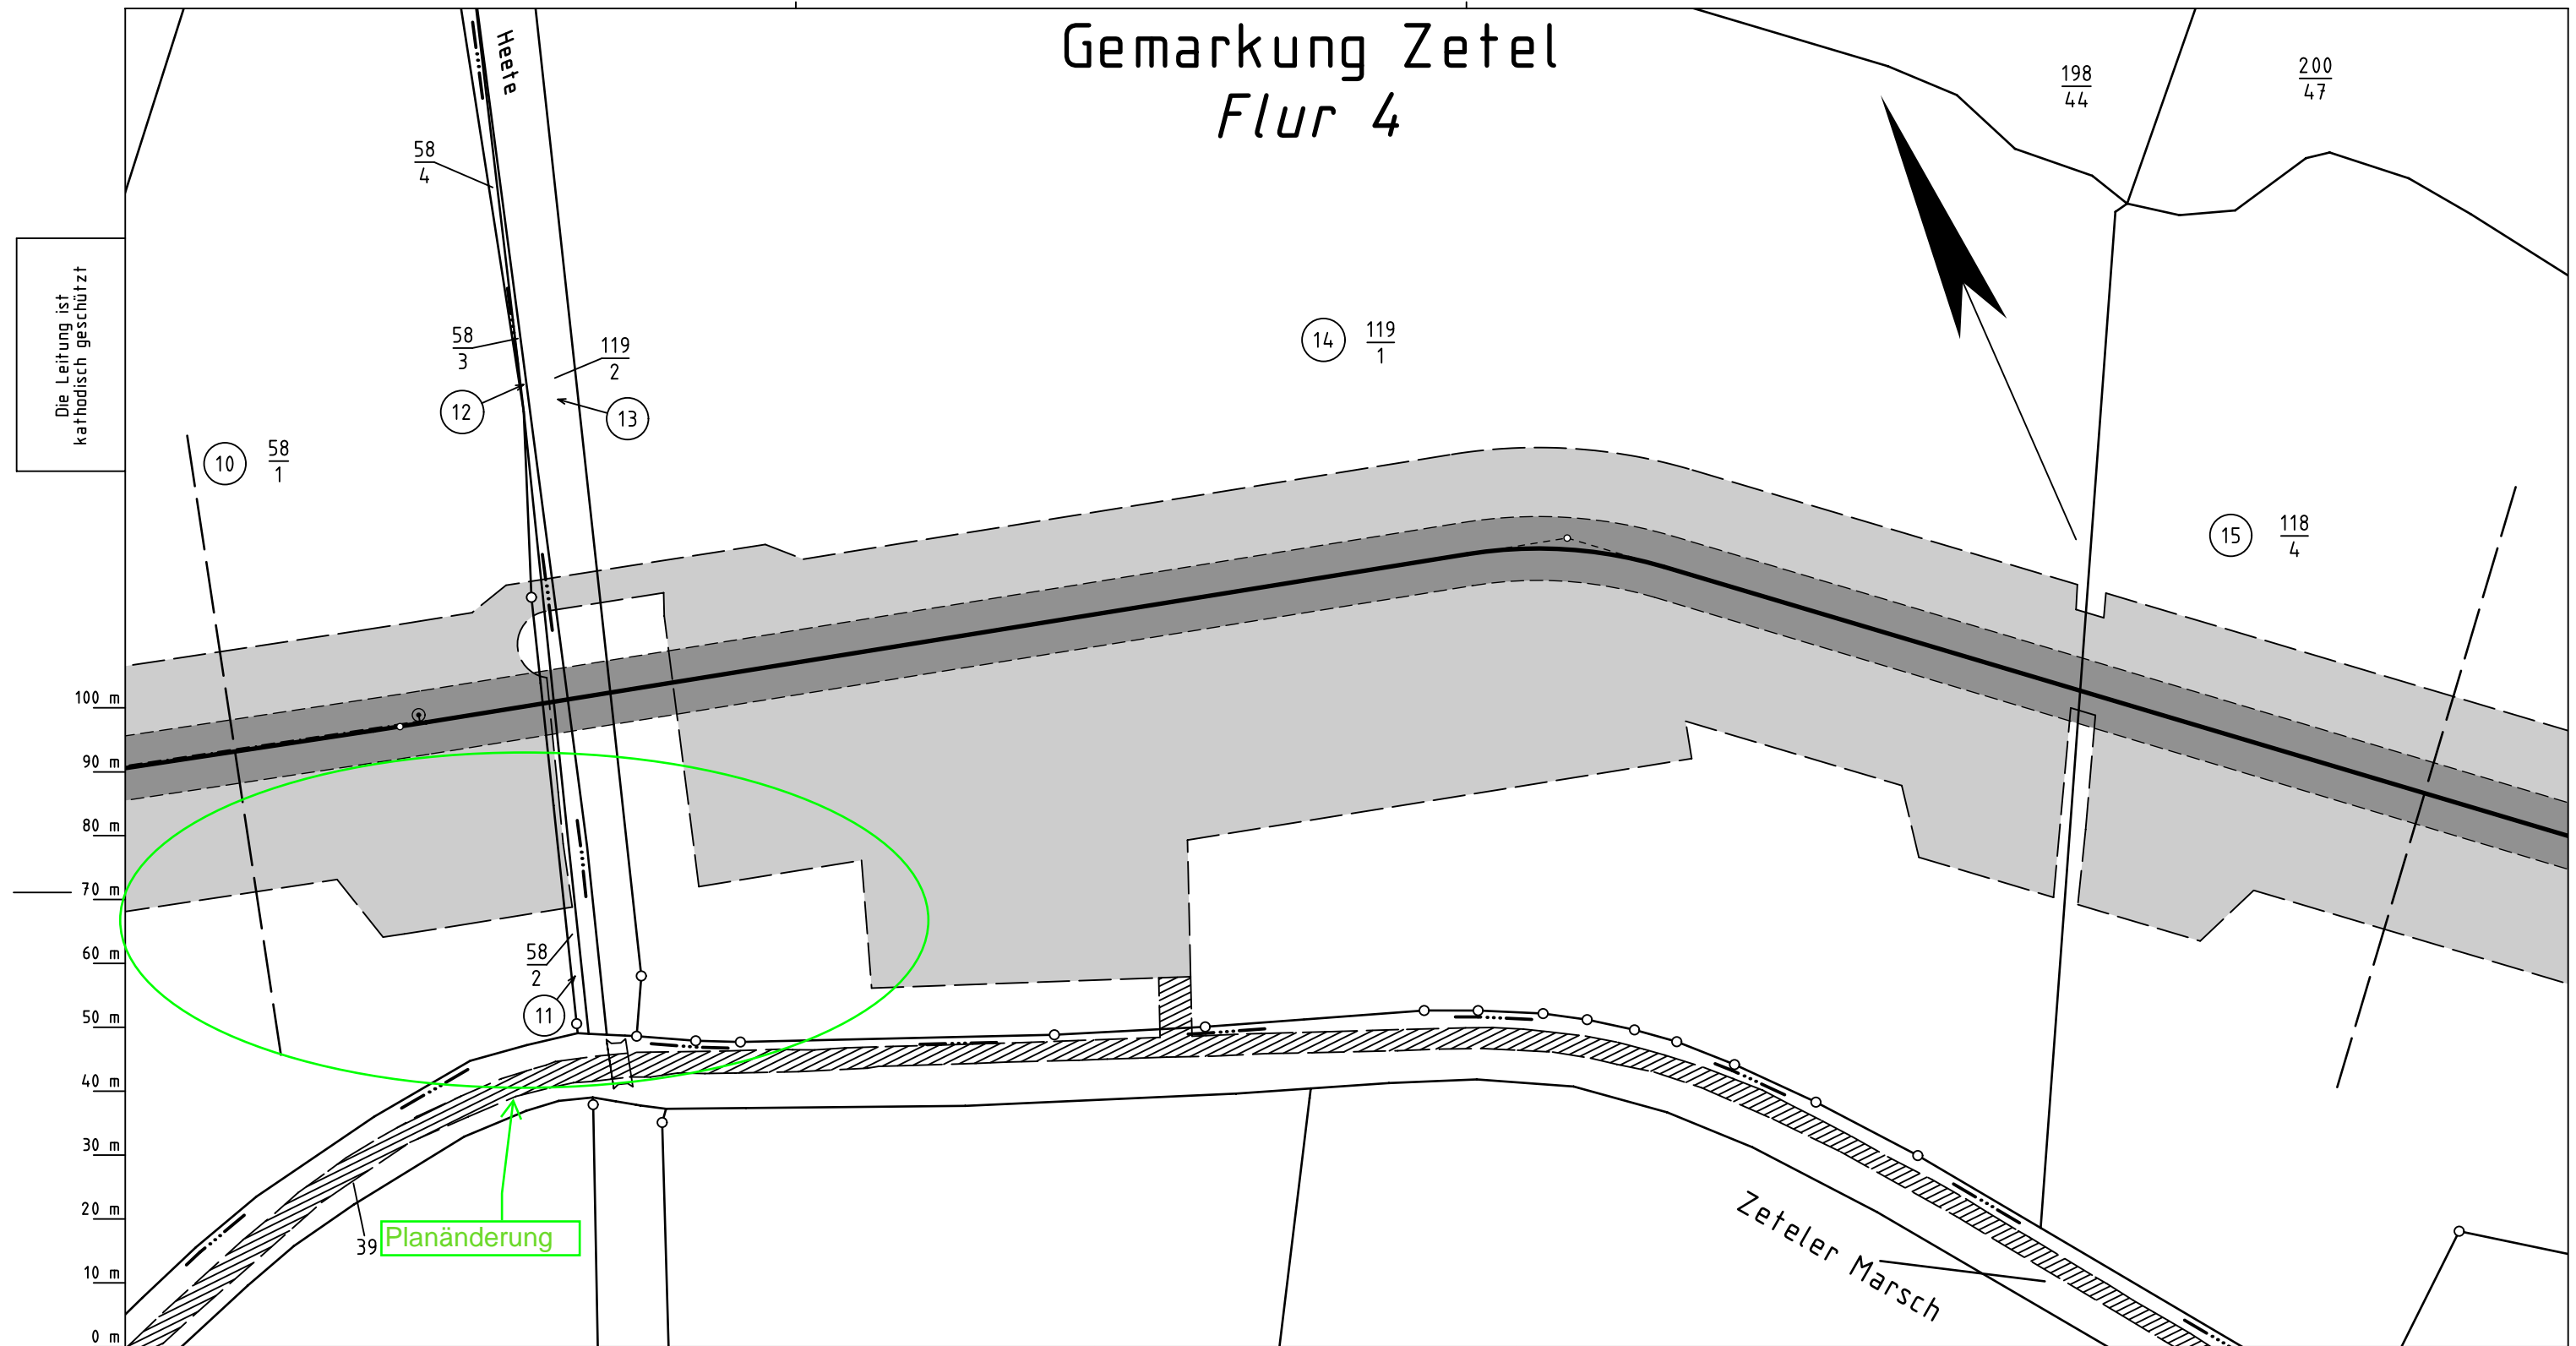 Gemarkung Zetel
Flur 4
Heete
198
44
200
47
58
4
Die Leitung ist
kathodisch geschützt
58
3
119
2
12
13
14
119
1
10
58
1
15
118
4
100 m
90 m
80 m
70 m
60 m
50 m
40 m
30 m
20 m
10 m
0 m
58
2
11
39
Planänderung
Zeteler Marsch